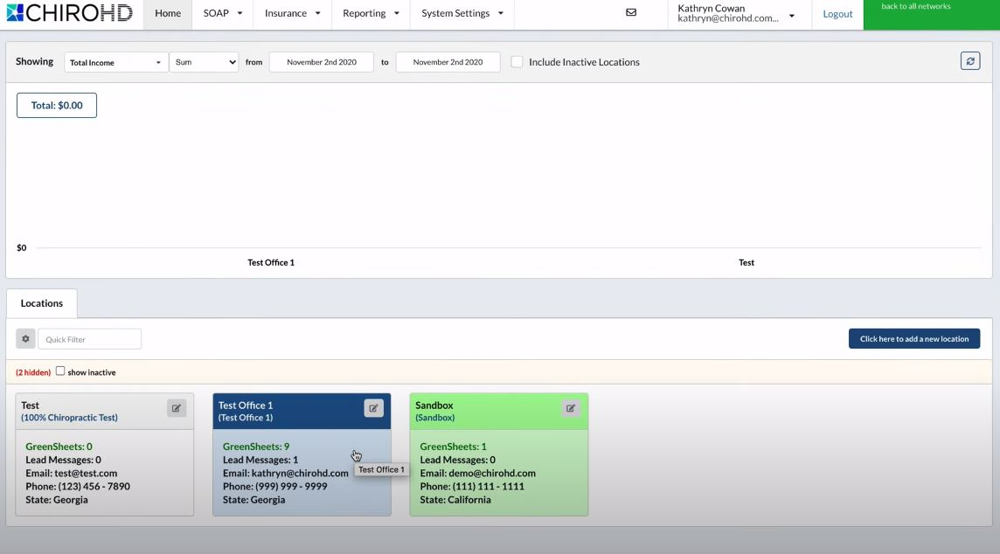 CHIROHD
Home
SOAP
Insurance
Reporting
System Settings
Kathryn Cowan
kathryn@chirohd.com...
Logout
back to all networks
Showing
Total Income
Sum
from
November 2nd 2020
to
November 2nd 2020
Include Inactive Locations
Total: $0.00
$0
Test Office 1
Test
Locations
Quick Filter
Click here to add a new location
(2 hidden)
show inactive
Test
(100% Chiropractic Test)
GreenSheets: 0
Lead Messages: 0
Email: test@test.com
Phone: (123) 456 - 7890
State: Georgia
Test Office 1
(Test Office 1)
GreenSheets: 9
Lead Messages: 1
Email: kathryn@chirohd.com
Phone: (999) 999 - 9999
State: Georgia
Test Office 1
Sandbox
(Sandbox)
GreenSheets: 1
Lead Messages: 0
Email: demo@chirohd.com
Phone: (111) 111 - 1111
State: California